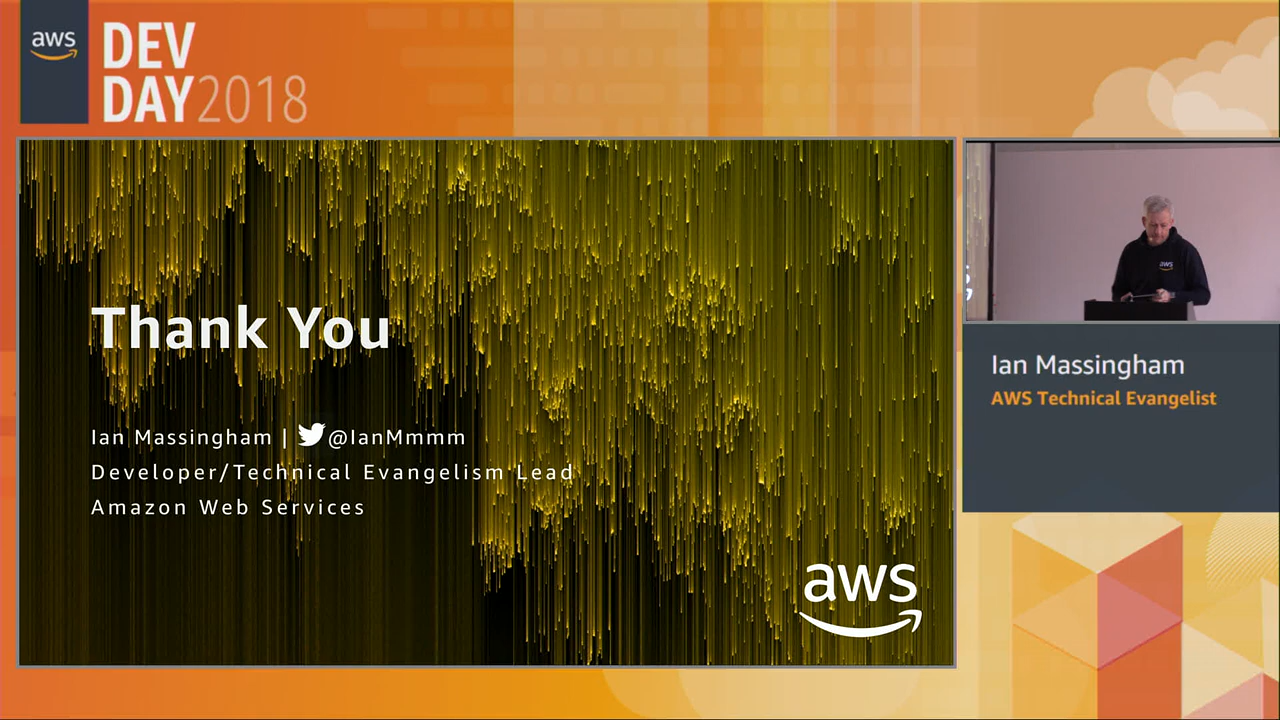 aws
DEV
DAY2018
Thank You
Ian Massingham | @IanMmmm
Developer/Technical Evangelism Lead
Amazon Web Services
aws
aws
Ian Massingham
AWS Technical Evangelist